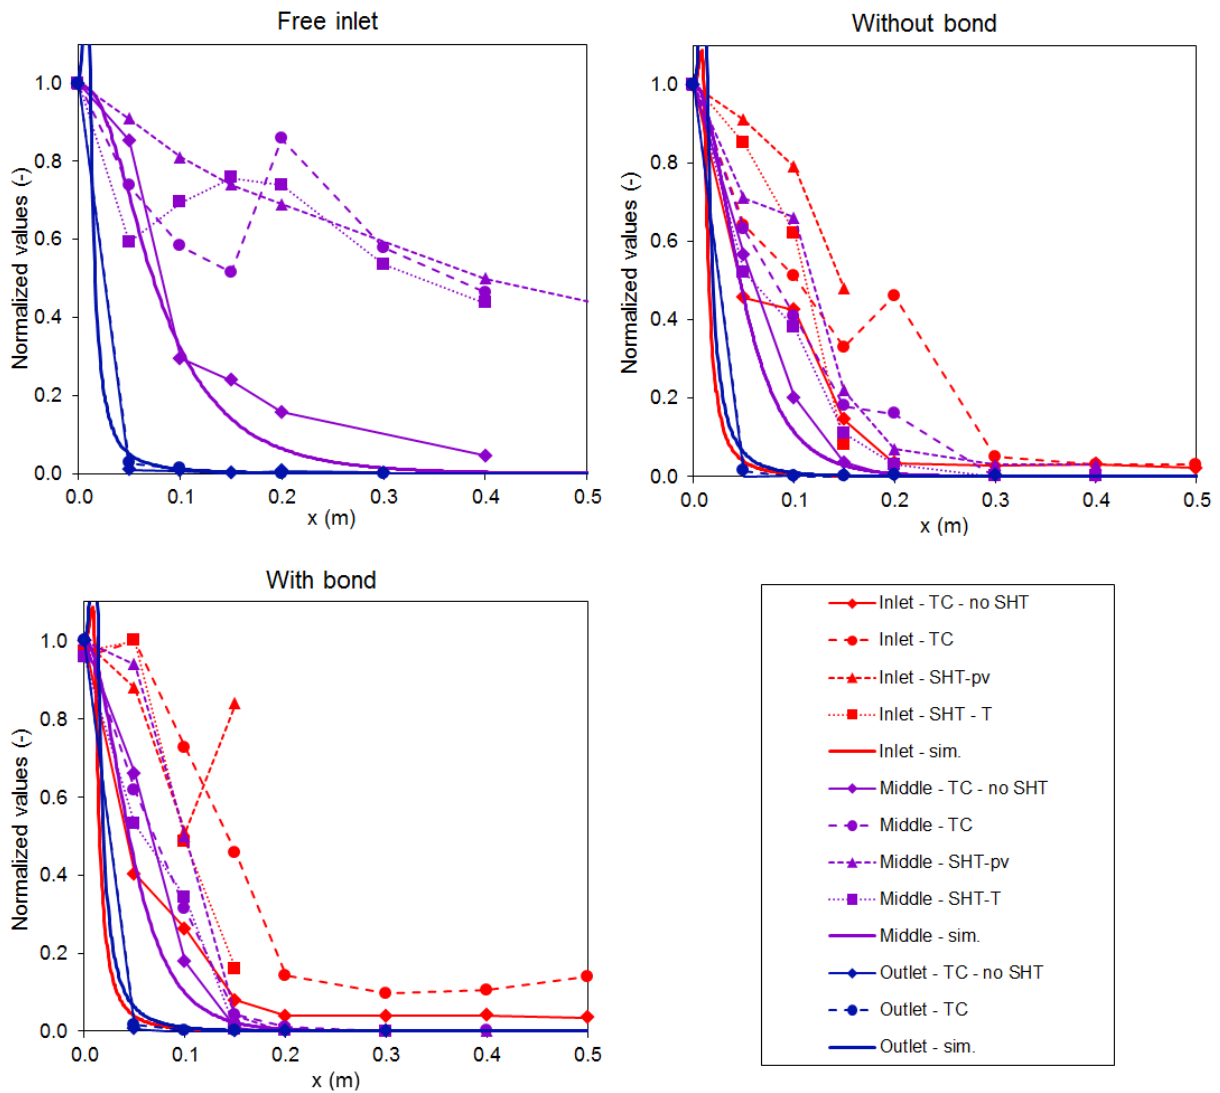 Free inlet
Normalized values (-)
1.0
0.8
0.6
0.4
0.2
0.0
0.0 0.1 0.2 0.3 0.4 0.5
x (m)
Without bond
Normalized values (-)
1.0
0.8
0.6
0.4
0.2
0.0
0.0 0.1 0.2 0.3 0.4 0.5
x (m)
With bond
Normalized values (-)
1.0
0.8
0.6
0.4
0.2
0.0
0.0 0.1 0.2 0.3 0.4 0.5
x (m)
Inlet - TC - no SHT
Inlet - TC
Inlet - SHT-pv
Inlet - SHT - T
Inlet - sim.
Middle - TC - no SHT
Middle - TC
Middle - SHT-pv
Middle - SHT-T
Middle - sim.
Outlet - TC - no SHT
Outlet - TC
Outlet - sim.